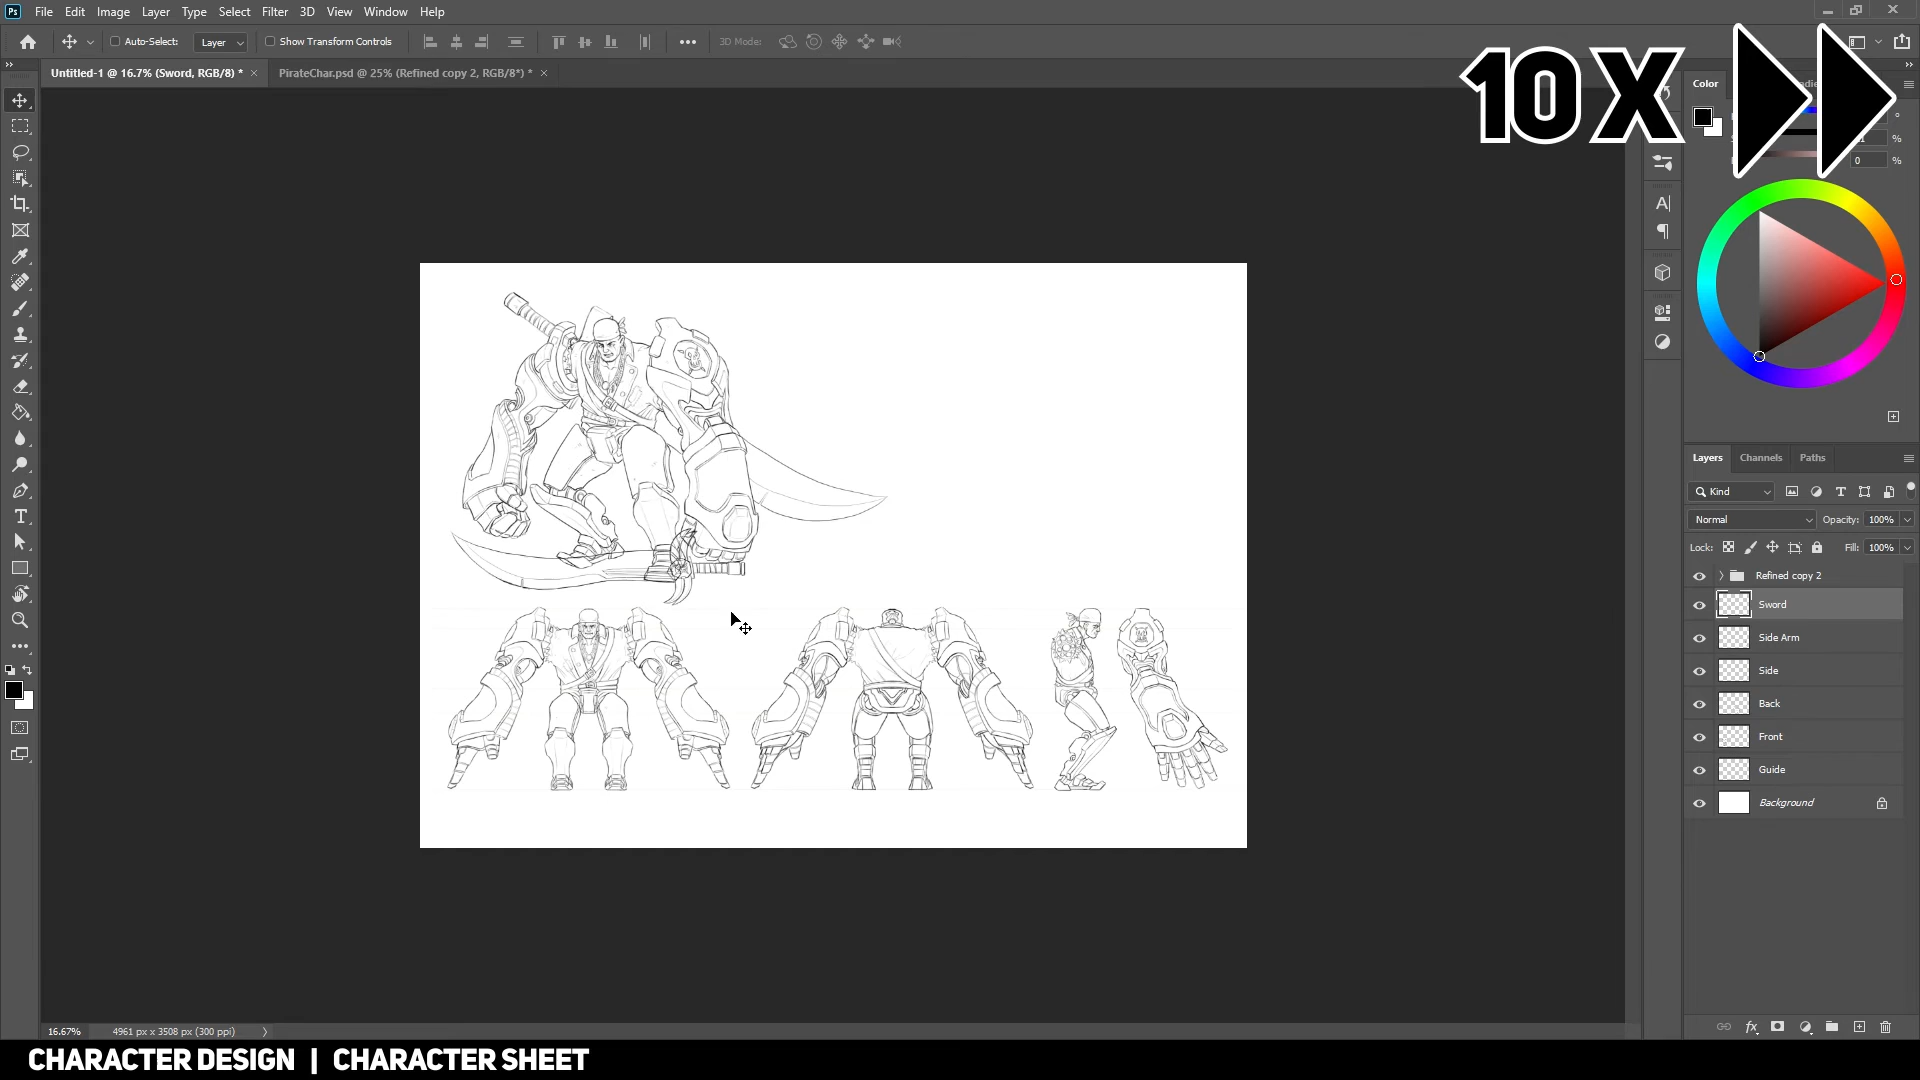 Ps File Edit Image Layer Type Select Filter 3D View Window Help
Auto-Select: Layer Show Transform Controls 3D Mode:
10X
Untitled-1 @ 16.7% (Sword, RGB/8) * × PirateChar.psd @ 25% (Refined copy 2, RGB/8*) * ×
Color
%
0 %
Layers Channels Paths
Kind
Normal Opacity: 100%
Lock: Fill: 100%
Refined copy 2
Sword
Side Arm
Side
Back
Front
Guide
Background
16.67% 4961 px x 3508 px (300 ppi)
CHARACTER DESIGN | CHARACTER SHEET